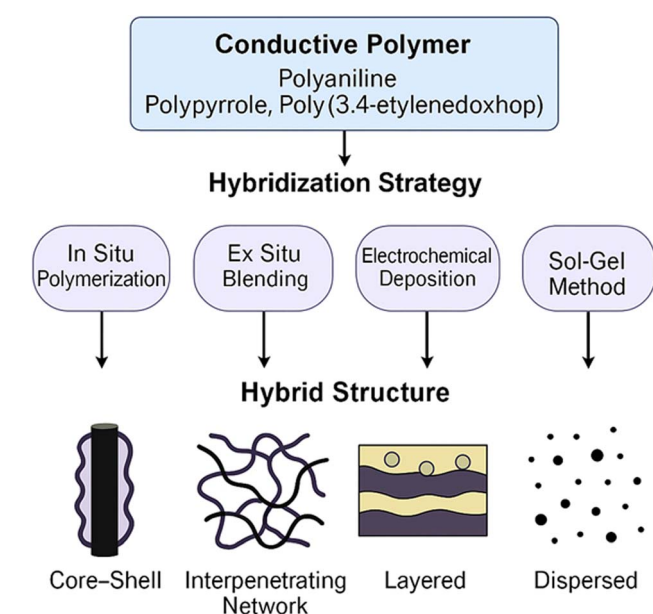 Conductive Polymer
Polyaniline
Polypyrrole, Poly(3.4-etylenedoxhop)
Hybridization Strategy
In Situ
Polymerization
Ex Situ
Blending
Electrochemical
Deposition
Sol-Gel
Method
Hybrid Structure
Core–Shell
Interpenetrating
Network
Layered
Dispersed